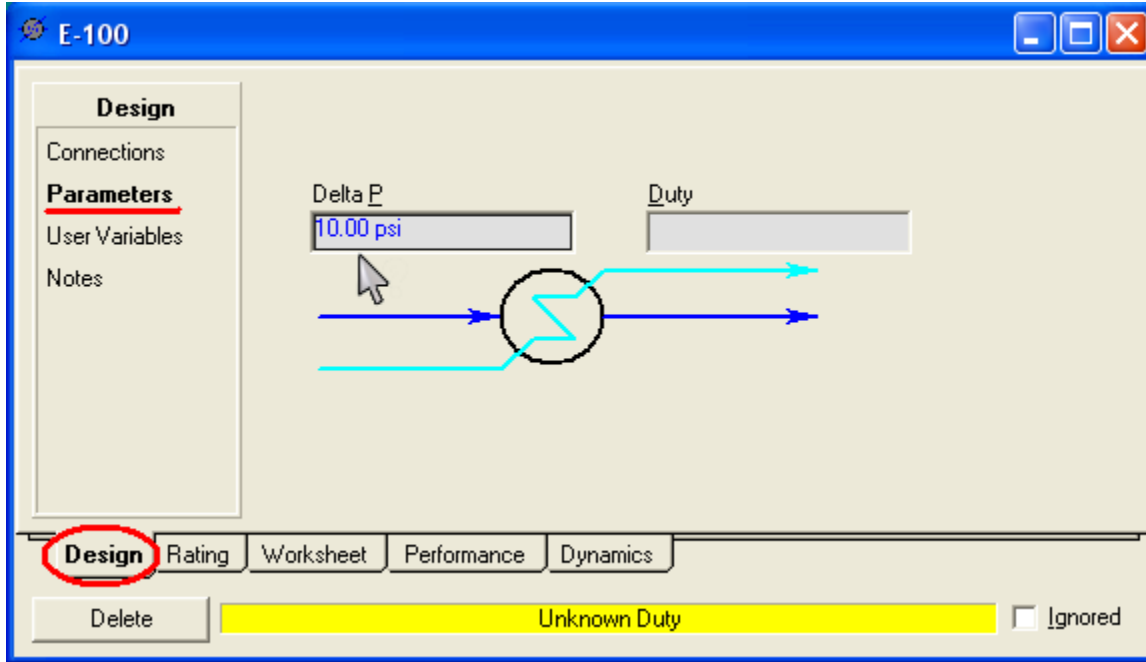 E-100
Design
Connections
Parameters
User Variables
Notes
Delta P
Duty
10.00 psi
Design Rating Worksheet Performance Dynamics
Delete
Unknown Duty
Ignored